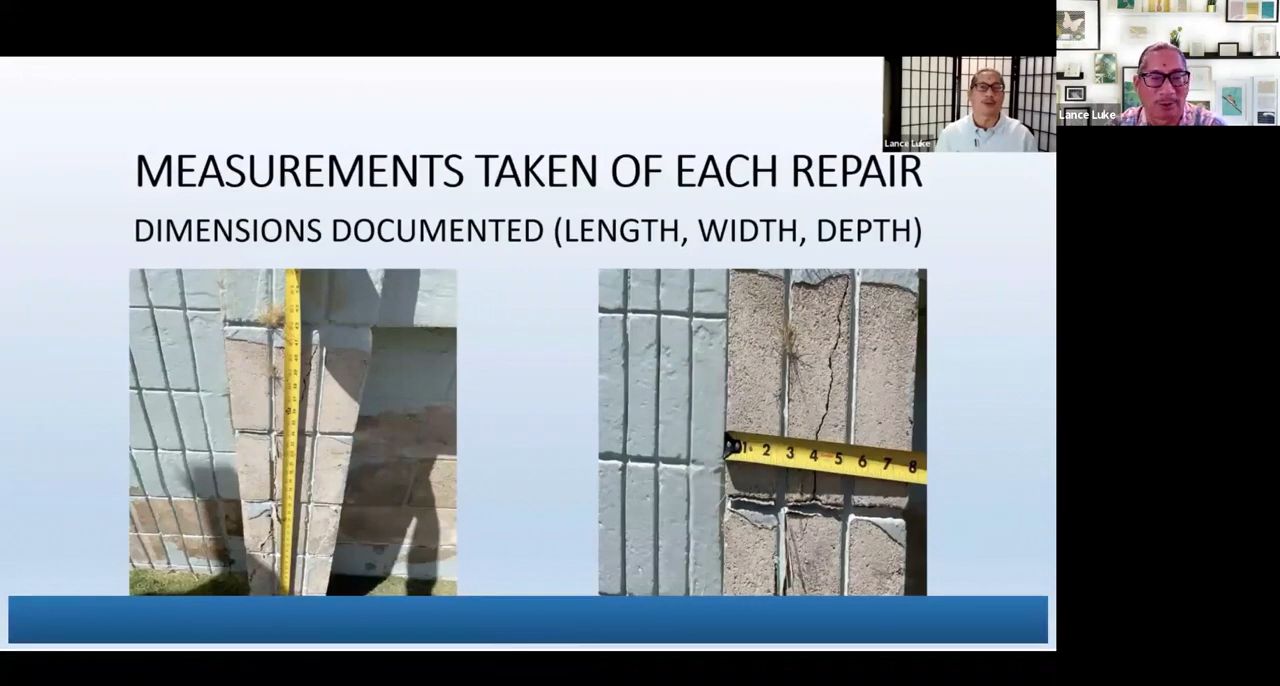 Lance Luke
Lance Luke
MEASUREMENTS TAKEN OF EACH REPAIR
DIMENSIONS DOCUMENTED (LENGTH, WIDTH, DEPTH)
1 2 3 4 5 6 7 8